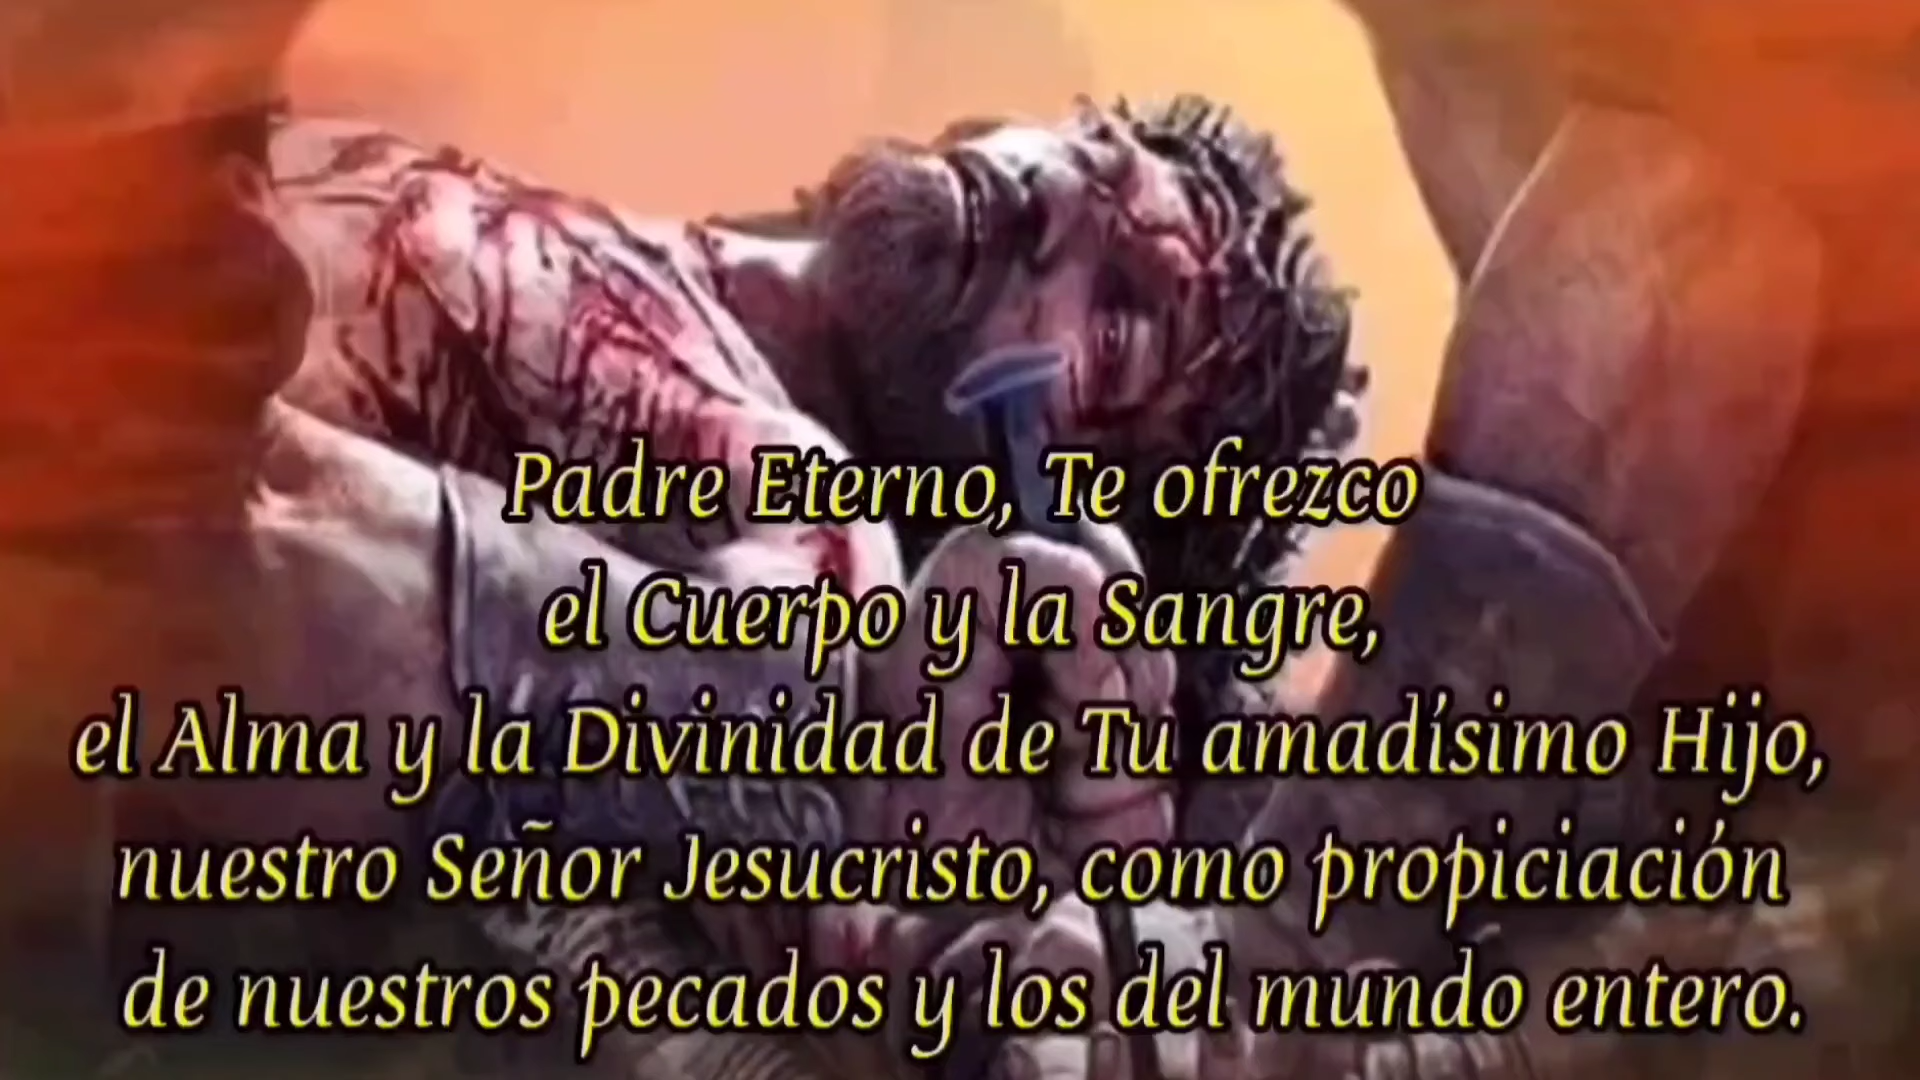 Padre Eterno, Te ofrezco
el Cuerpo y la Sangre,
el Alma y la Divinidad de Tu amadísimo Hijo,
nuestro Señor Jesucristo, como propiciación
de nuestros pecados y los del mundo entero.